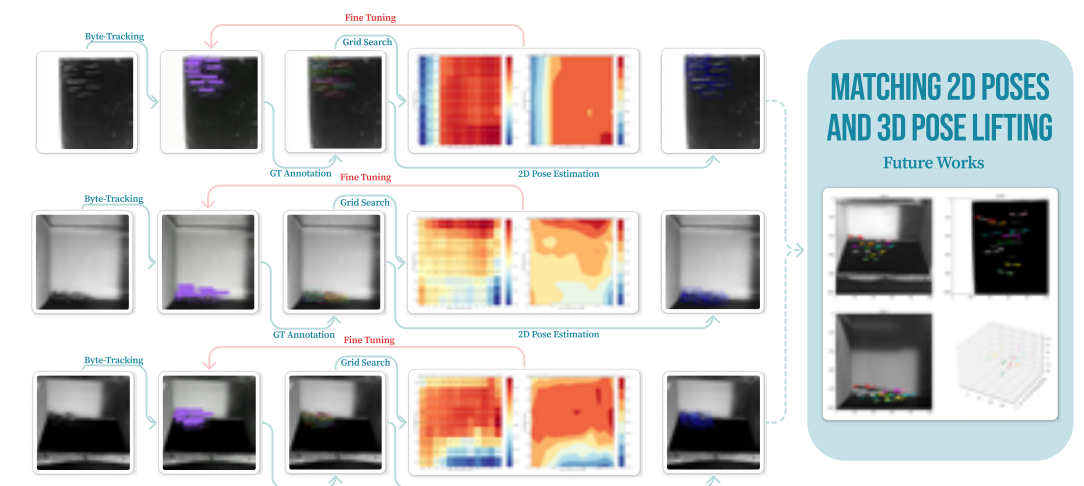 Fine Tuning
Byte-Tracking
Grid Search
GT Annotation
2D Pose Estimation
Fine Tuning
Byte-Tracking
Grid Search
GT Annotation
2D Pose Estimation
Fine Tuning
Byte-Tracking
Grid Search
MATCHING 2D POSES
AND 3D POSE LIFTING
Future Works